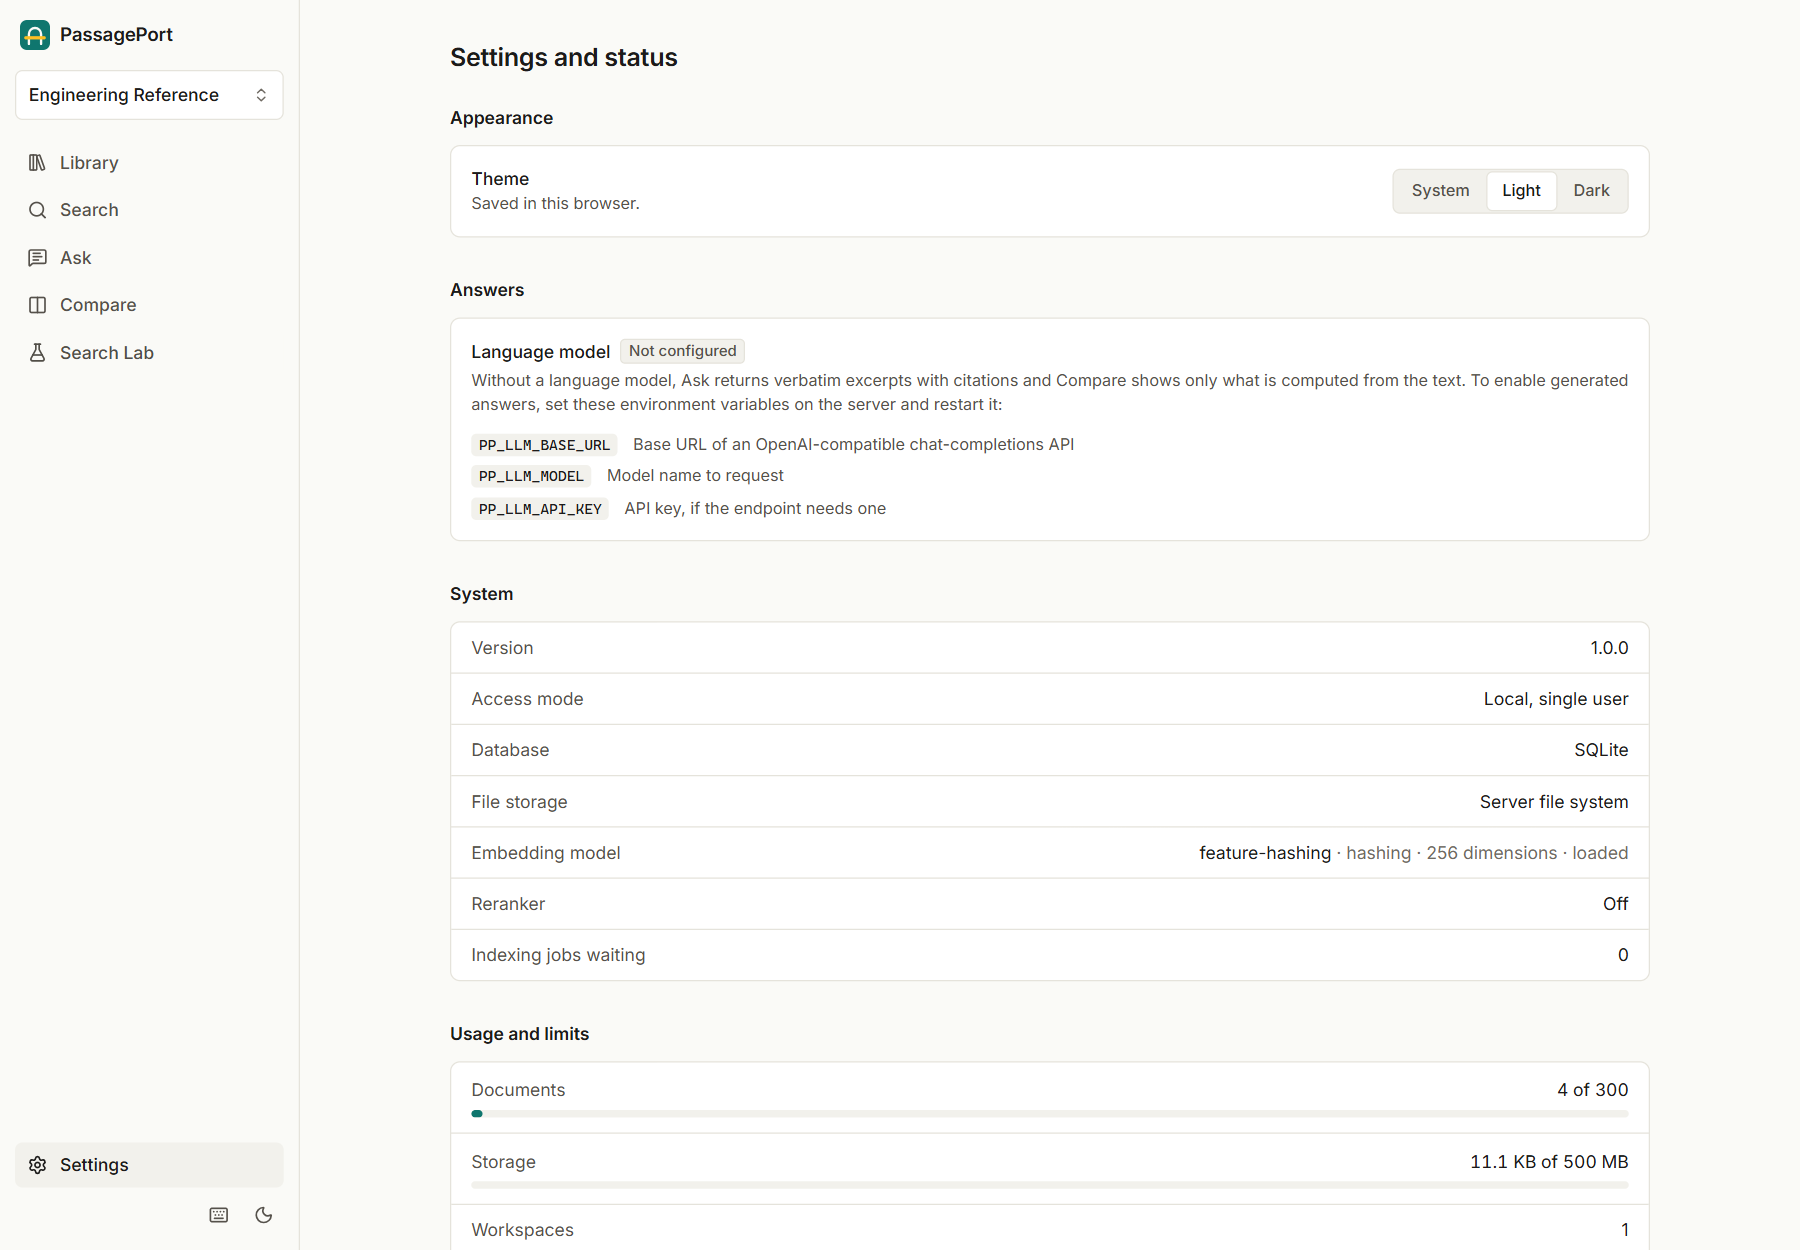 PassagePort
Engineering Reference
Library
Search
Ask
Compare
Search Lab
Settings
Settings and status
Appearance
Theme
Saved in this browser.
System Light Dark
Answers
Language model Not configured
Without a language model, Ask returns verbatim excerpts with citations and Compare shows only what is computed from the text. To enable generated
answers, set these environment variables on the server and restart it:
PP_LLM_BASE_URL Base URL of an OpenAI-compatible chat-completions API
PP_LLM_MODEL Model name to request
PP_LLM_API_KEY API key, if the endpoint needs one
System
Version 1.0.0
Access mode Local, single user
Database SQLite
File storage Server file system
Embedding model feature-hashing · hashing · 256 dimensions · loaded
Reranker Off
Indexing jobs waiting 0
Usage and limits
Documents 4 of 300
Storage 11.1 KB of 500 MB
Workspaces 1